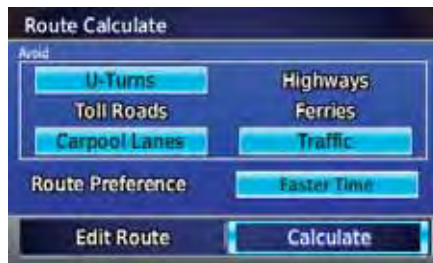 Route Calculate
Avoid
U-Turns Highways
Toll Roads Ferries
Carpool Lanes Traffic
Route Preference Faster Time
Edit Route Calculate